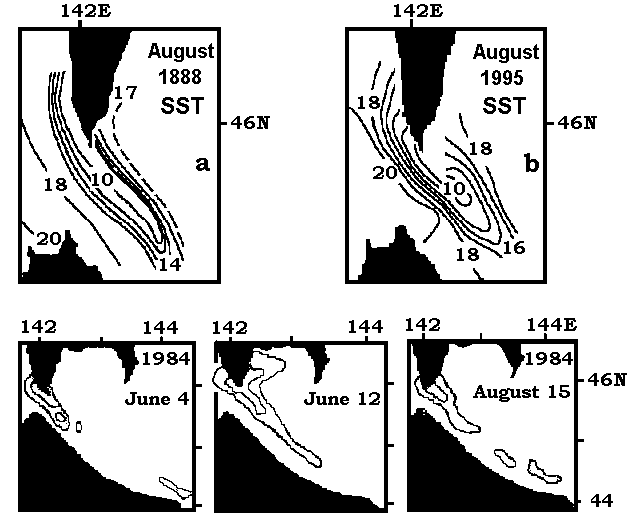 142E 142E
August
1888
SST
17
46N
a
18
10
20
14
August
1995
SST
18
46N
18
20
b
10
18
16
142 144 142 144 142 144E
1984 1984
June 4 June 12 August 15
46N
44